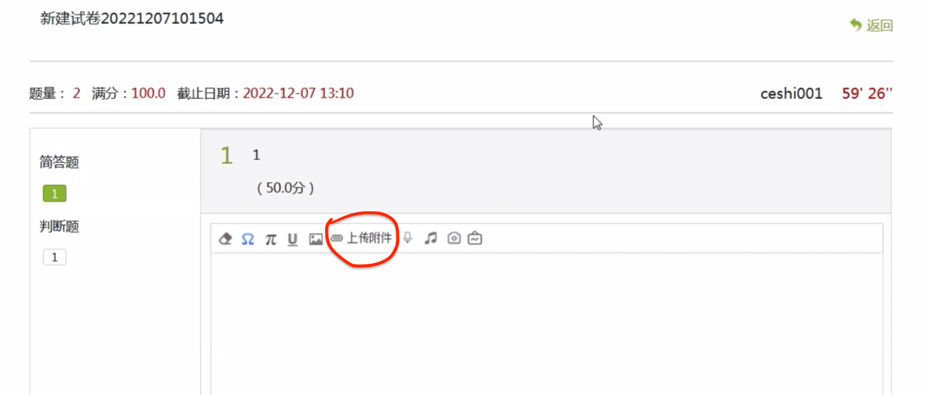 新建试卷20221207101504
返回
题量： 2 满分：100.0 截止日期：2022-12-07 13:10
ceshi001 59' 26''
简答题
1
判断题
1
1 1
（50.0分）
Ω π U 上传附件